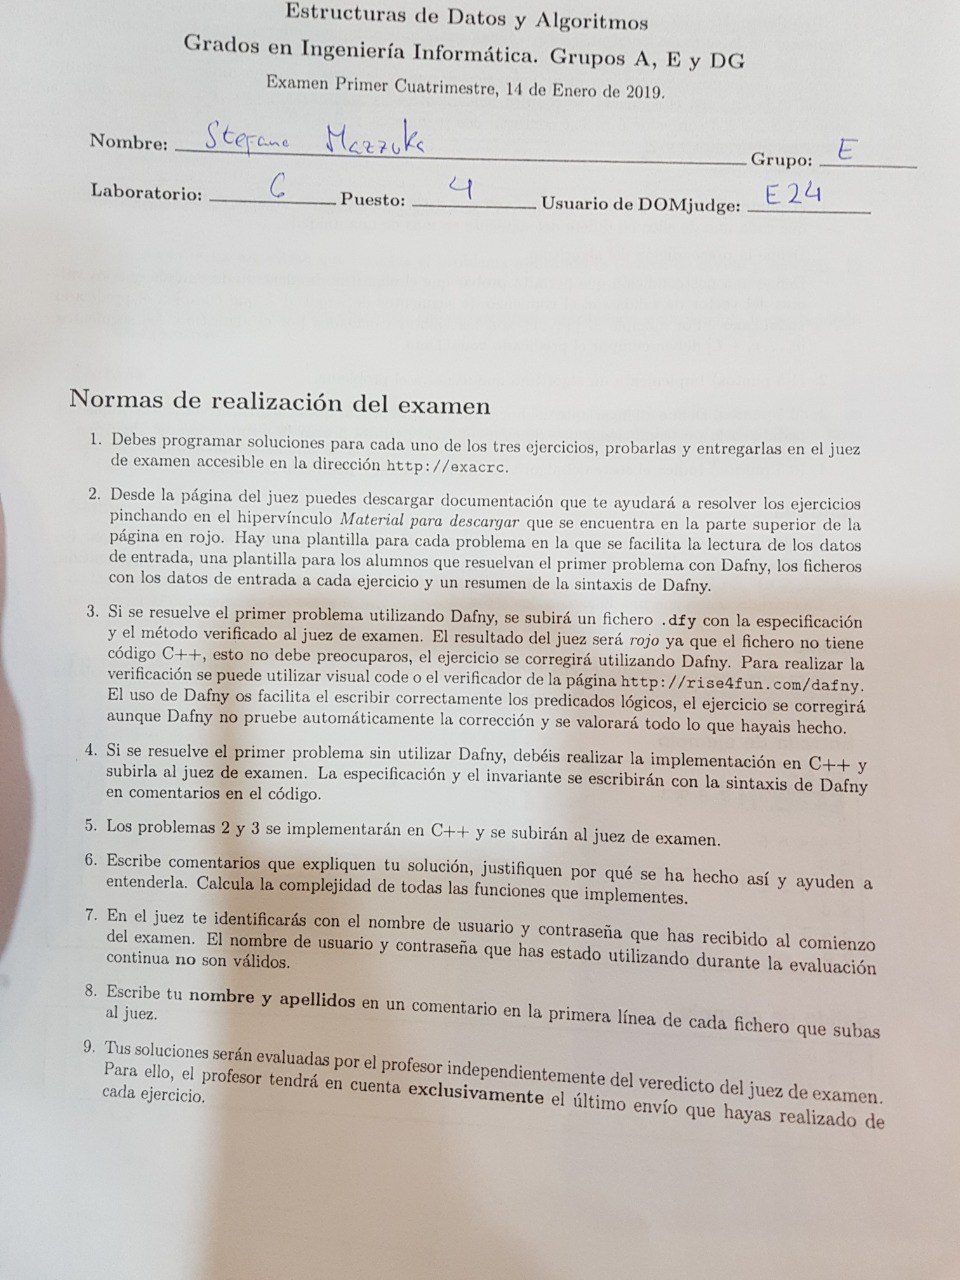 Estructuras de Datos y Algoritmos
Grados en Ingeniería Informática. Grupos A, E y DG
Examen Primer Cuatrimestre, 14 de Enero de 2019.
Nombre: Stefano Mazzuka
Grupo: E
Laboratorio: 6 Puesto: 4 Usuario de DOMjudge: E24
Normas de realización del examen
1. Debes programar soluciones para cada uno de los tres ejercicios, probarlas y entregarlas en el juez
de examen accesible en la dirección http://exacrc.
2. Desde la página del juez puedes descargar documentación que te ayudará a resolver los ejercicios
pinchando en el hipervínculo Material para descargar que se encuentra en la parte superior de la
página en rojo. Hay una plantilla para cada problema en la que se facilita la lectura de los datos
de entrada, una plantilla para los alumnos que resuelvan el primer problema con Dafny, los ficheros
con los datos de entrada a cada ejercicio y un resumen de la sintaxis de Dafny.
3. Si se resuelve el primer problema utilizando Dafny, se subirá un fichero .dfy con la especificación
y el método verificado al juez de examen. El resultado del juez será rojo ya que el fichero no tiene
código C++, esto no debe preocuparos, el ejercicio se corregirá utilizando Dafny. Para realizar la
verificación se puede utilizar visual code o el verificador de la página http://rise4fun.com/dafny.
El uso de Dafny os facilita el escribir correctamente los predicados lógicos, el ejercicio se corregirá
aunque Dafny no pruebe automáticamente la corrección y se valorará todo lo que hayais hecho.
4. Si se resuelve el primer problema sin utilizar Dafny, debéis realizar la implementación en C++ y
subirla al juez de examen. La especificación y el invariante se escribirán con la sintaxis de Dafny
en comentarios en el código.
5. Los problemas 2 y 3 se implementarán en C++ y se subirán al juez de examen.
6. Escribe comentarios que expliquen tu solución, justifiquen por qué se ha hecho así y ayuden a
entenderla. Calcula la complejidad de todas las funciones que implementes.
7. En el juez te identificarás con el nombre de usuario y contraseña que has recibido al comienzo
del examen. El nombre de usuario y contraseña que has estado utilizando durante la evaluación
continua no son válidos.
8. Escribe tu nombre y apellidos en un comentario en la primera línea de cada fichero que subas
al juez.
9. Tus soluciones serán evaluadas por el profesor independientemente del veredicto del juez de examen.
Para ello, el profesor tendrá en cuenta exclusivamente el último envío que hayas realizado de
cada ejercicio.